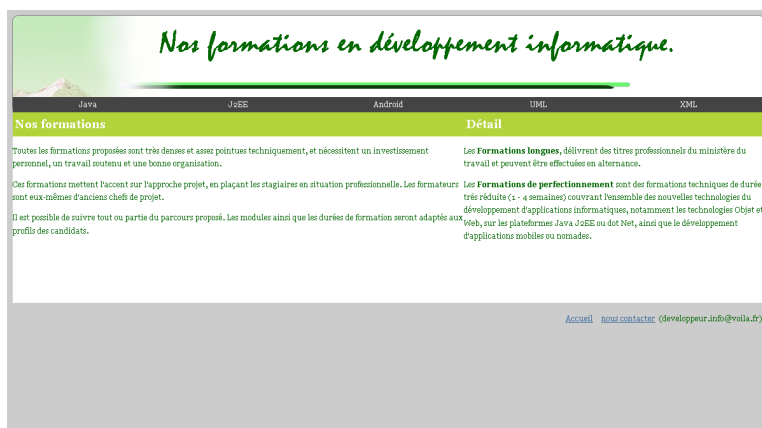 Nos formations en développement informatique.
Java J2EE Android UML XML
Nos formations
Toutes les formations proposées sont très denses et assez pointues techniquement, et nécessitent un investissement
personnel, un travail soutenu et une bonne organisation.
Ces formations mettent l'accent sur l'approche projet, en plaçant les stagiaires en situation professionnelle. Les formateurs
sont eux-mêmes d'anciens chefs de projet.
Il est possible de suivre tout ou partie du parcours proposé. Les modules ainsi que les durées de formation seront adaptés aux
profils des candidats.
Détail
Les Formations longues, délivrent des titres professionnels du ministère du
travail et peuvent être effectuées en alternance.
Les Formations de perfectionnement sont des formations techniques de durée
trés réduite (1 - 4 semaines) couvrant l'ensemble des nouvelles technologies du
développement d'applications informatiques, notamment les technologies Objet et
Web, sur les plateformes Java J2EE ou dot Net, ainsi que le développement
d'applications mobiles ou nomades.
Accueil nous contacter (developpeur.info@voila.fr)